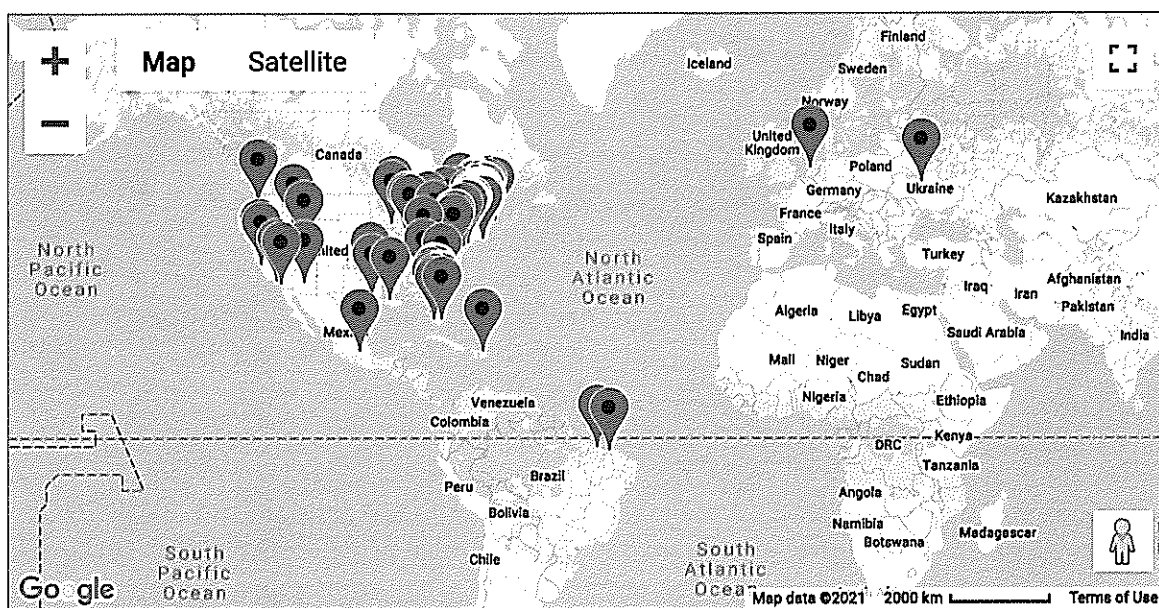 Map Satellite
Finland
Iceland
Sweden
Norway
Canada
United
Kingdom
Poland
Germany
Ukraine
Kazakhstan
France
Italy
Spain
North
Pacific
Ocean
North
Atlantic
Ocean
Turkey
Iraq
Iran
Afghanistan
Pakistan
Algeria
Libya
Egypt
India
Saudi Arabia
Mali
Niger
Sudan
Chad
Nigeria
Ethiopia
Venezuela
Colombia
DRC
Kenya
Tanzania
Brazil
Peru
Bolivia
Angola
Namibia
Botswana
Madagascar
Chile
South
Pacific
Ocean
South
Atlantic
Ocean
Google
Map data ©2021 2000 km Terms of Use